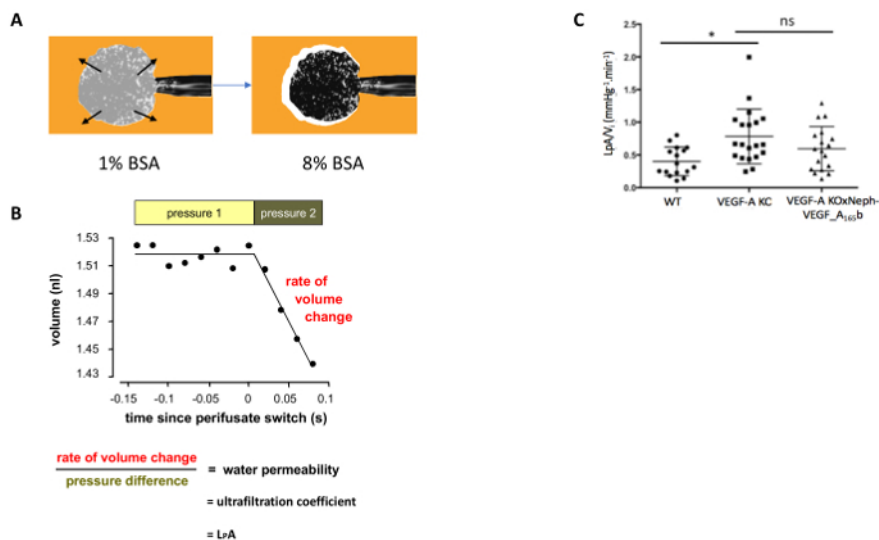 A
1% BSA
8% BSA
B
pressure 1
pressure 2
1.53
1.51
1.49
1.47
1.45
1.43
volume (nl)
rate of
volume
change
-0.15
-0.1
-0.05
0
0.05
0.1
time since perifusate switch (s)
rate of volume change
pressure difference
= water permeability
= ultrafiltration coefficient
= LPA
C
LpA/Vi (mmHg-1.min-1)
2.5
2.0
1.5
1.0
0.5
0.0
*
ns
WT
VEGF-A KC
VEGF-A KOxNeph-
VEGF_A165b